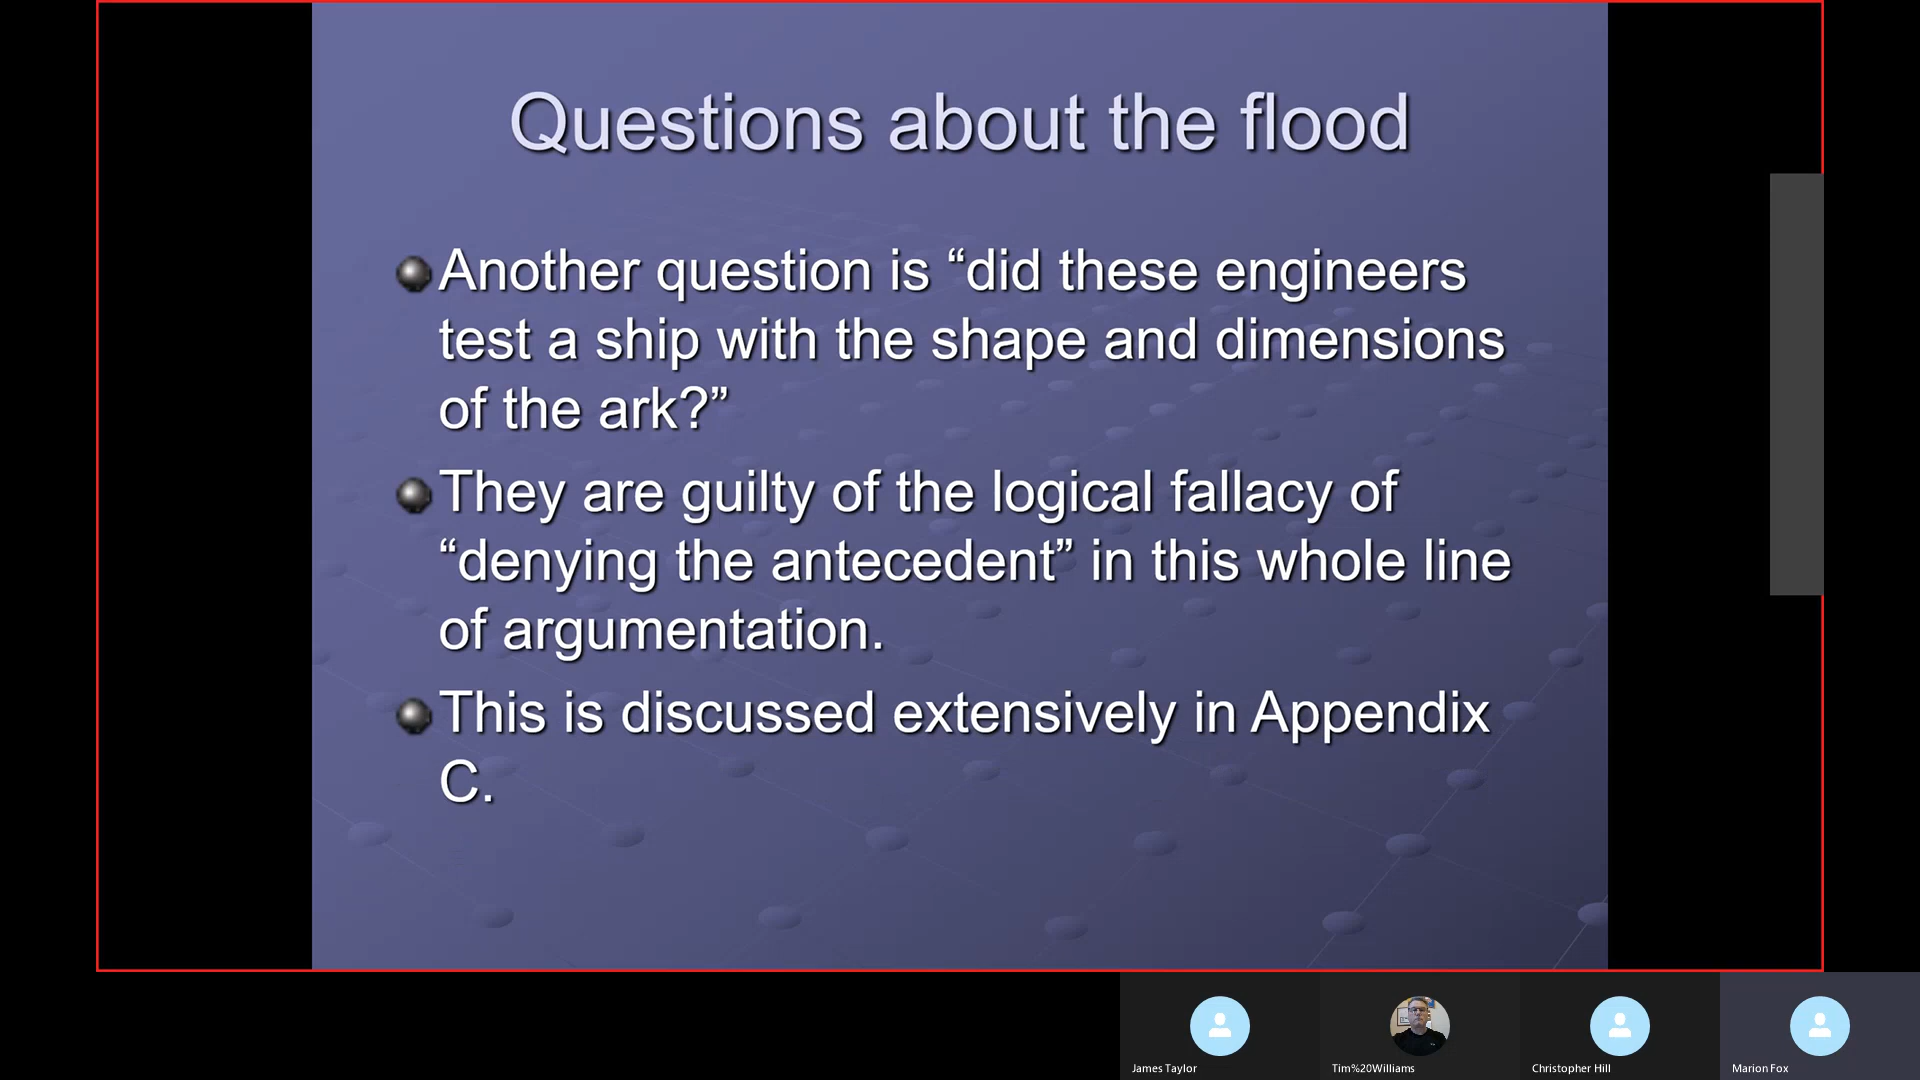 Questions about the flood
Another question is “did these engineers
test a ship with the shape and dimensions
of the ark?”
They are guilty of the logical fallacy of
“denying the antecedent” in this whole line
of argumentation.
This is discussed extensively in Appendix
C.
James Taylor
Tim%20Williams
Christopher Hill
Marion Fox